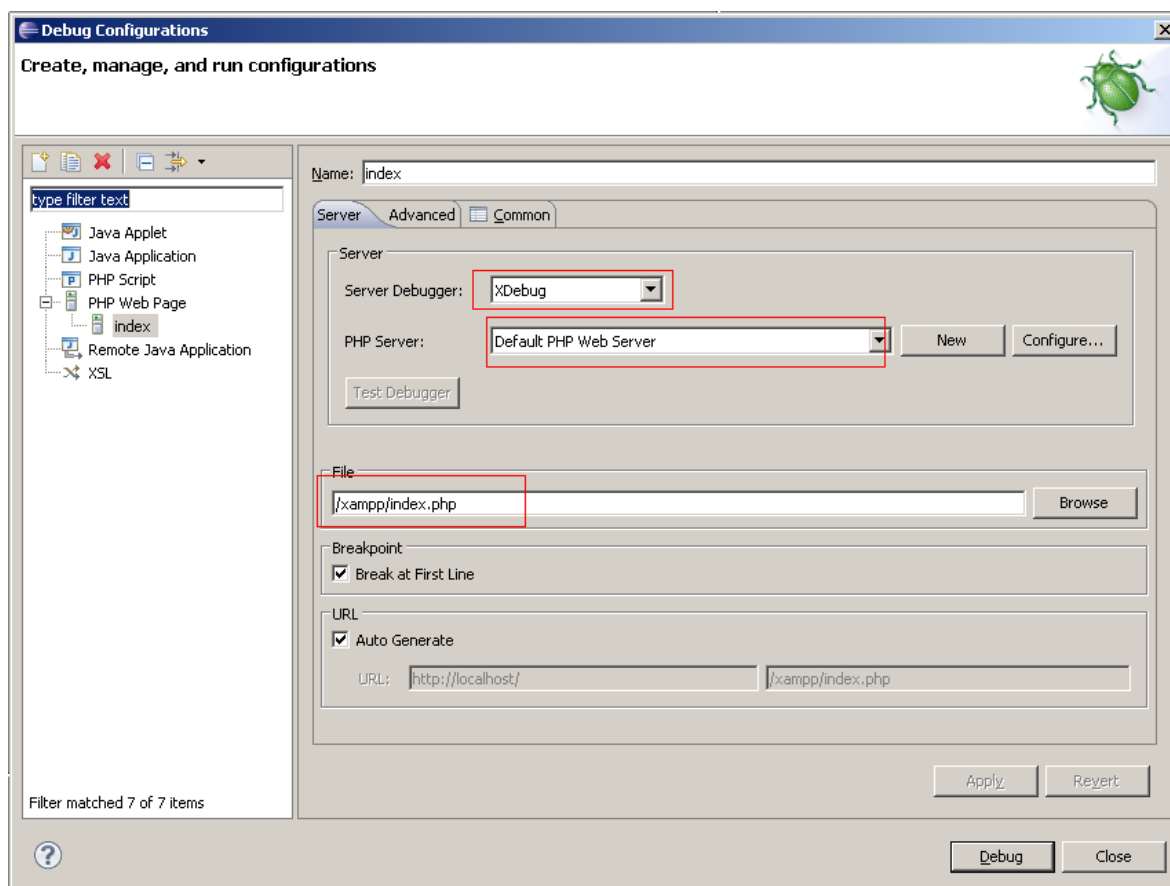 Debug Configurations
Create, manage, and run configurations
type filter text
Java Applet
Java Application
PHP Script
PHP Web Page
index
Remote Java Application
XSL
Filter matched 7 of 7 items
Name: index
Server Advanced Common
Server
Server Debugger: XDebug
PHP Server: Default PHP Web Server New Configure...
Test Debugger
File
/xampp/index.php Browse
Breakpoint
Break at First Line
URL
Auto Generate
URL: http://localhost/ /xampp/index.php
Apply Revert
? Debug Close